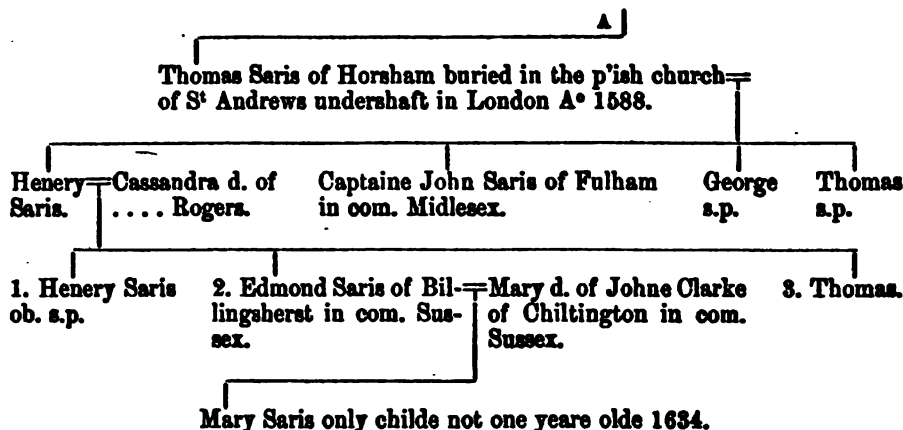 A
Thomas Saris of Horsham buried in the p'ish church
of St Andrews undershaft in London Ao 1588.
Henery Cassandra d. of Captaine John Saris of Fulham George Thomas
Saris. .... Rogers. in com. Midlesex. s.p. s.p.
1. Henery Saris 2. Edmond Saris of Bil- Mary d. of Johne Clarke 3. Thomas.
ob. s.p. lingsherst in com. Sus- of Chiltington in com.
sex. Sussex.
Mary Saris only childe not one yeare olde 1634.